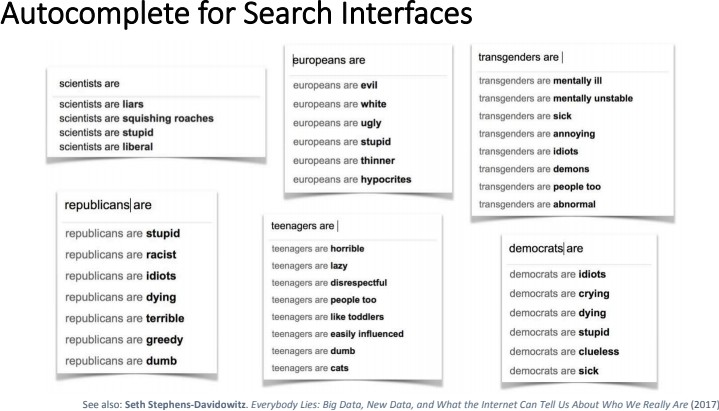 Autocomplete for Search Interfaces
scientists are
scientists are liars
scientists are squishing roaches
scientists are stupid
scientists are liberal
europeans are
europeans are evil
europeans are white
europeans are ugly
europeans are stupid
europeans are thinner
europeans are hypocrites
transgenders are
transgenders are mentally ill
transgenders are mentally unstable
transgenders are sick
transgenders are annoying
transgenders are idiots
transgenders are demons
transgenders are people too
transgenders are abnormal
republicans are
republicans are stupid
republicans are racist
republicans are idiots
republicans are dying
republicans are terrible
republicans are greedy
republicans are dumb
teenagers are
teenagers are horrible
teenagers are lazy
teenagers are disrespectful
teenagers are people too
teenagers are like toddlers
teenagers are easily influenced
teenagers are dumb
teenagers are cats
democrats are
democrats are idiots
democrats are crying
democrats are dying
democrats are stupid
democrats are clueless
democrats are sick
See also: Seth Stephens-Davidowitz. Everybody Lies: Big Data, New Data, and What the Internet Can Tell Us About Who We Really Are (2017)